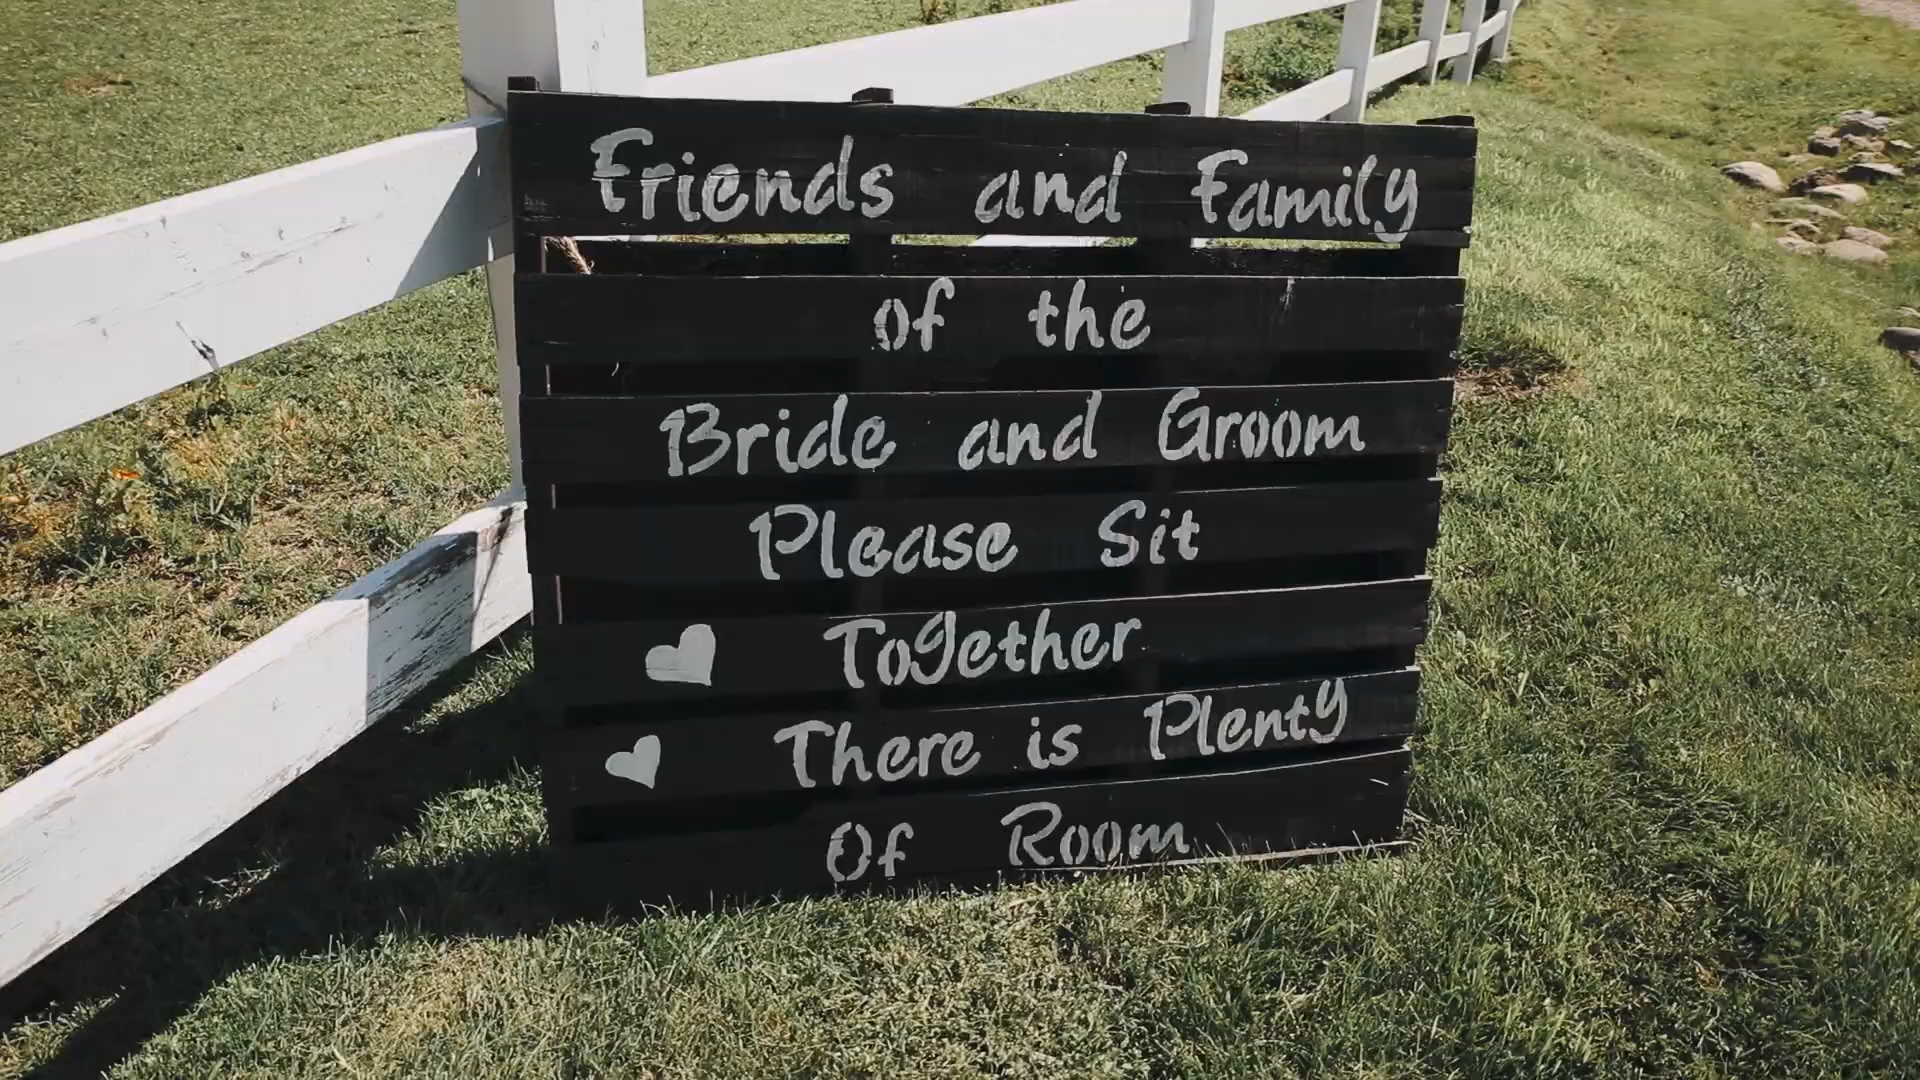 Friends and Family
of the
Bride and Groom
Please Sit
Together
There is Plenty
Of Room